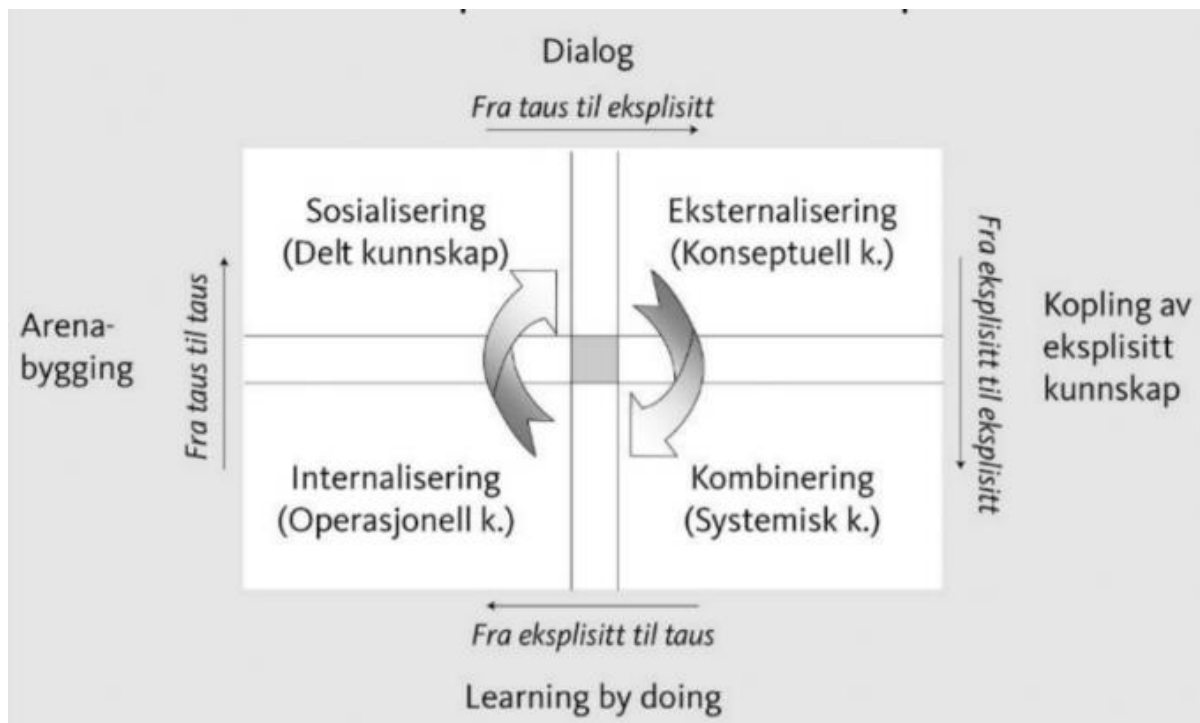 Dialog
Fra taus til eksplisitt
Sosialisering
(Delt kunnskap)
Eksternalisering
(Konseptuell k.)
Fra taus til taus
Arena-
bygging
Fra eksplisitt til eksplisitt
Kopling av
eksplisitt
kunnskap
Internalisering
(Operasjonell k.)
Kombinering
(Systemisk k.)
Fra eksplisitt til taus
Learning by doing